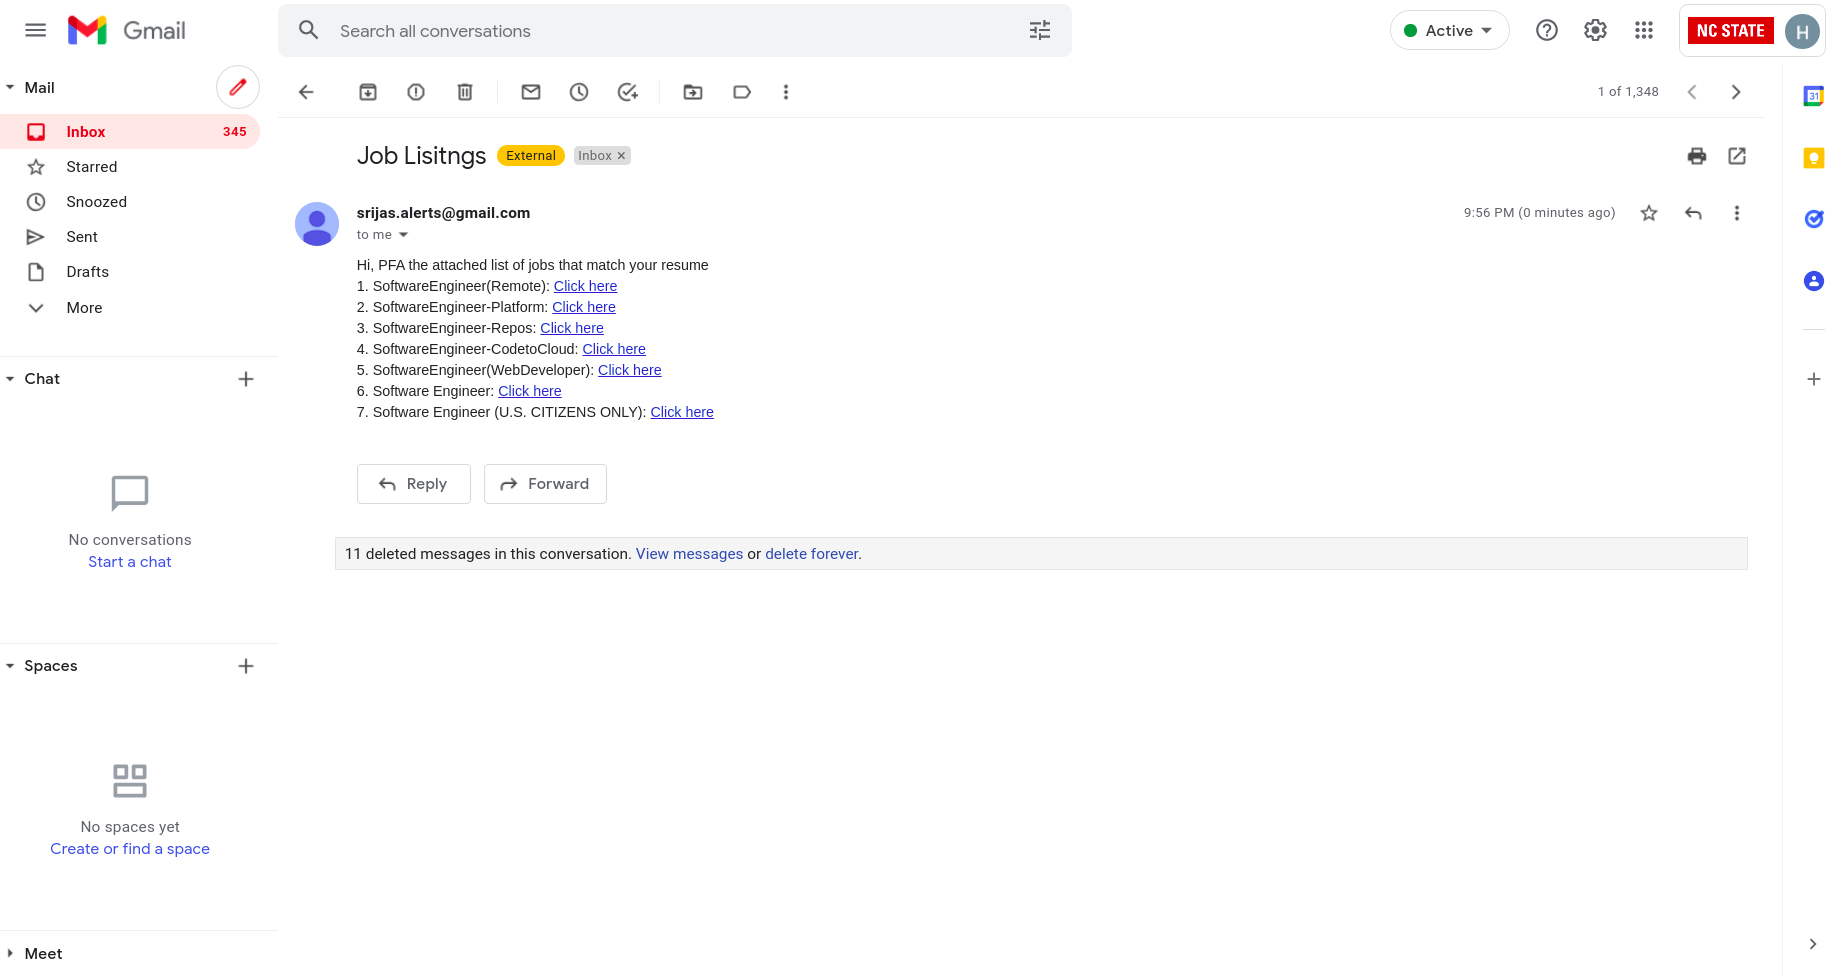 Gmail
Search all conversations
Active
NC STATE
H
Mail
Inbox 345
Starred
Snoozed
Sent
Drafts
More
Chat
No conversations
Start a chat
Spaces
No spaces yet
Create or find a space
Meet
1 of 1,348
Job Lisitngs External Inbox ×
srijas.alerts@gmail.com 9:56 PM (0 minutes ago)
to me
Hi, PFA the attached list of jobs that match your resume
1. SoftwareEngineer(Remote): Click here
2. SoftwareEngineer-Platform: Click here
3. SoftwareEngineer-Repos: Click here
4. SoftwareEngineer-CodetoCloud: Click here
5. SoftwareEngineer(WebDeveloper): Click here
6. Software Engineer: Click here
7. Software Engineer (U.S. CITIZENS ONLY): Click here
Reply Forward
11 deleted messages in this conversation. View messages or delete forever.
31